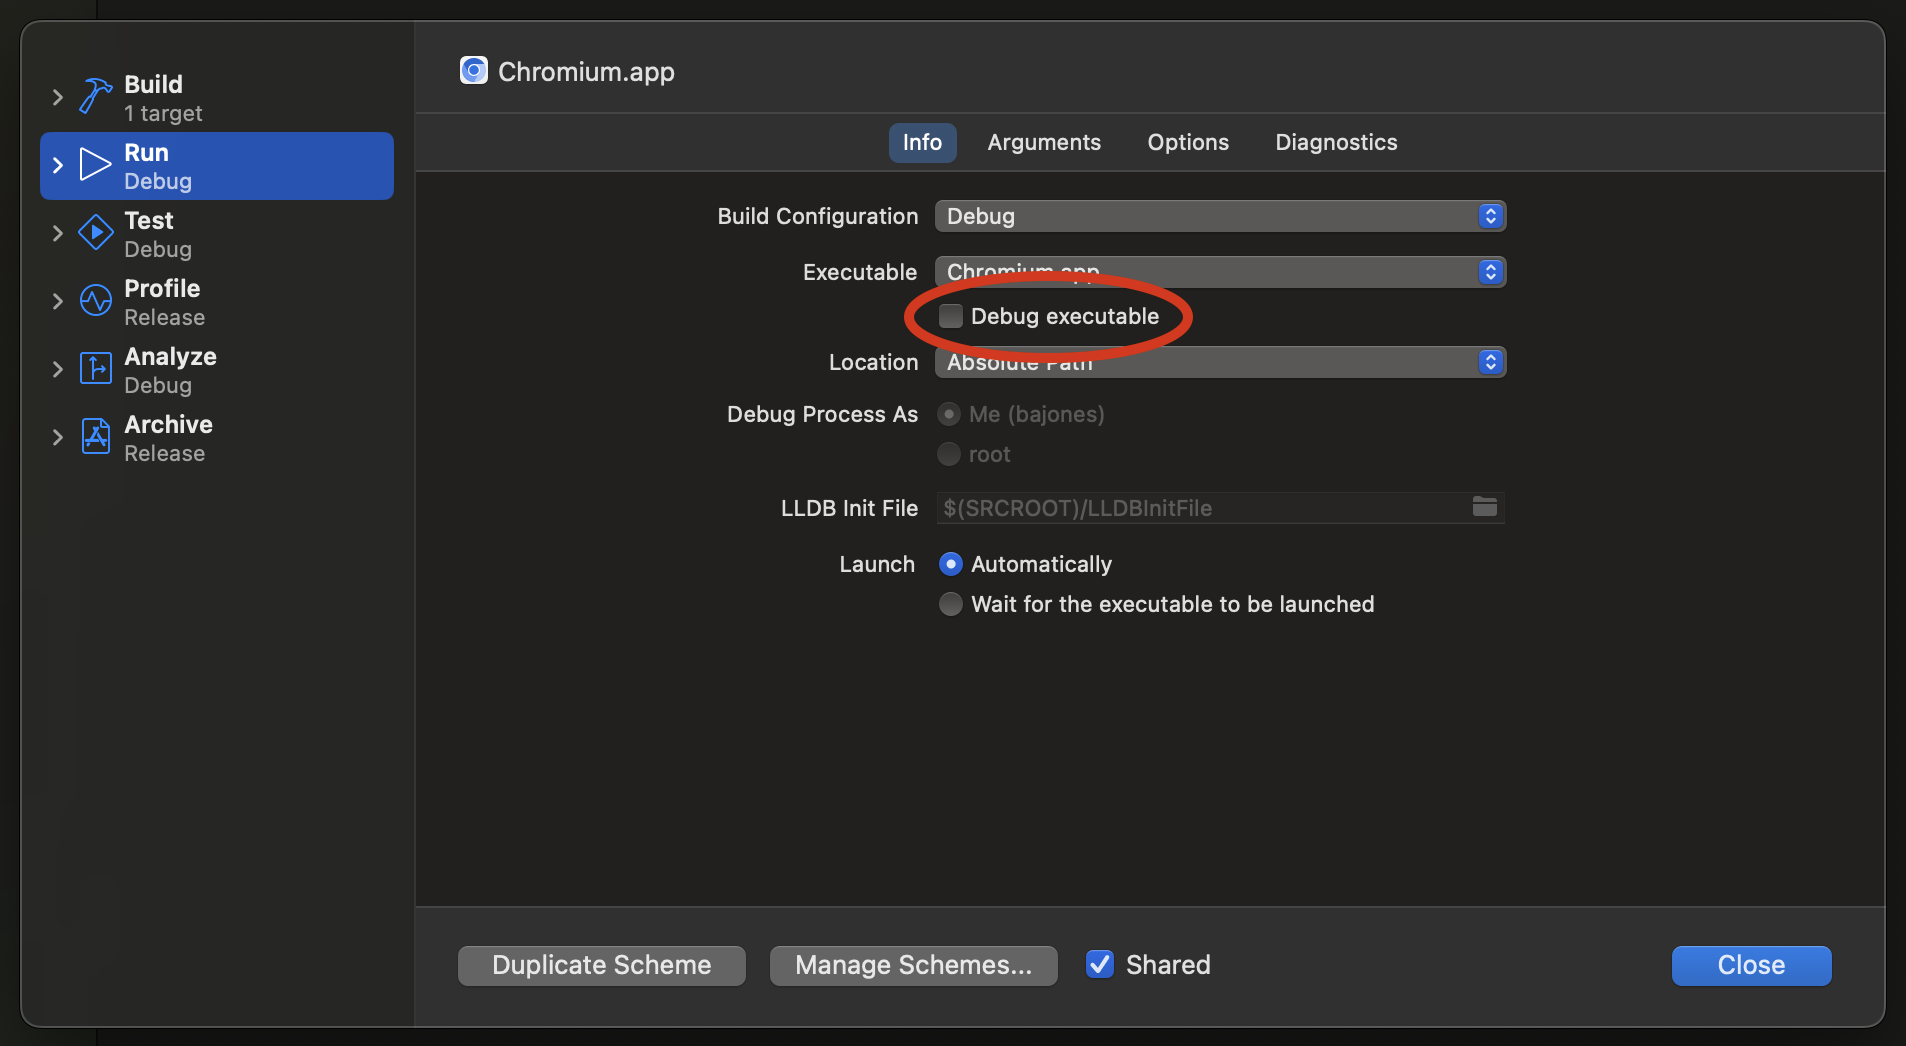 Build
1 target
Run
Debug
Test
Debug
Profile
Release
Analyze
Debug
Archive
Release
Chromium.app
Info Arguments Options Diagnostics
Build Configuration Debug
Executable Chromium.app
Debug executable
Location Absolute Path
Debug Process As Me (bajones)
root
LLDB Init File $(SRCROOT)/LLDBInitFile
Launch Automatically
Wait for the executable to be launched
Duplicate Scheme Manage Schemes... Shared Close